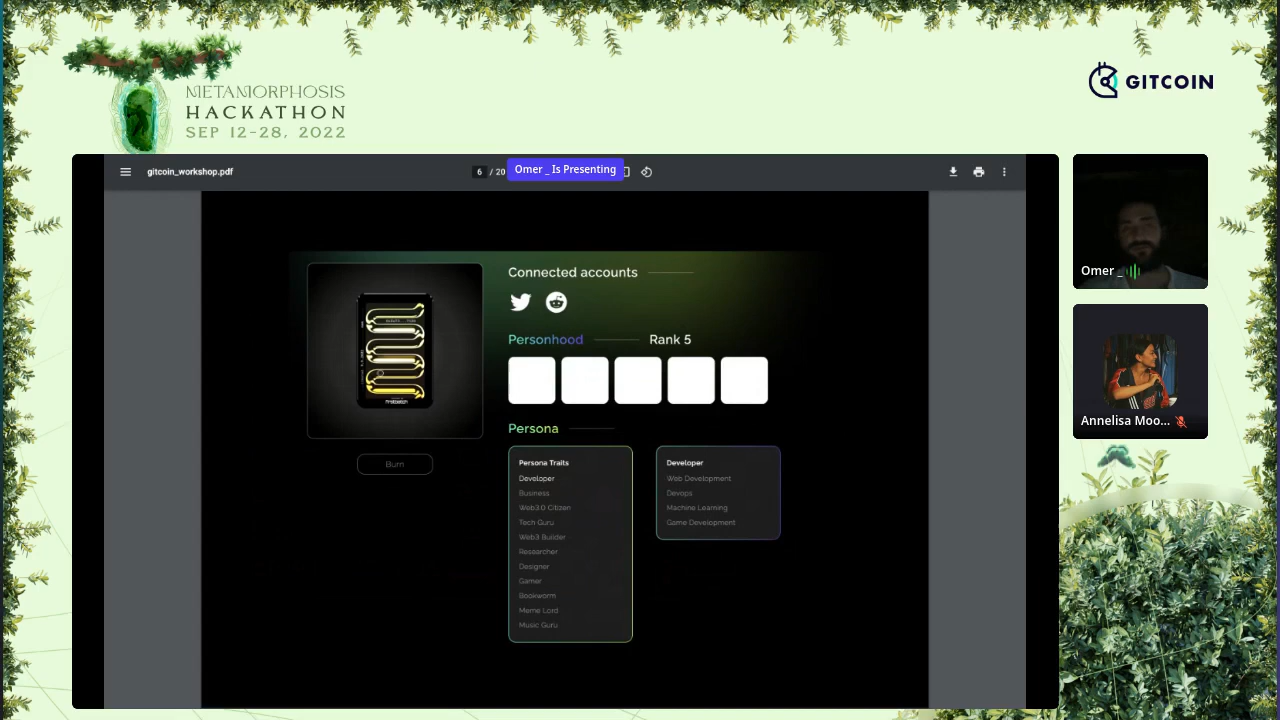 METAMORPHOSIS
HACKATHON
SEP 12-28, 2022
GITCOIN
gitcoin_workshop.pdf
6 / 20
Omer _ Is Presenting
Connected accounts
Personhood
Rank 5
Burn
Persona
Persona Traits
Developer
Business
Web3.0 Citizen
Tech Guru
Web3 Builder
Researcher
Designer
Gamer
Bookworm
Meme Lord
Music Guru
Developer
Web Development
Devops
Machine Learning
Game Development
Omer _
Annelisa Moo...